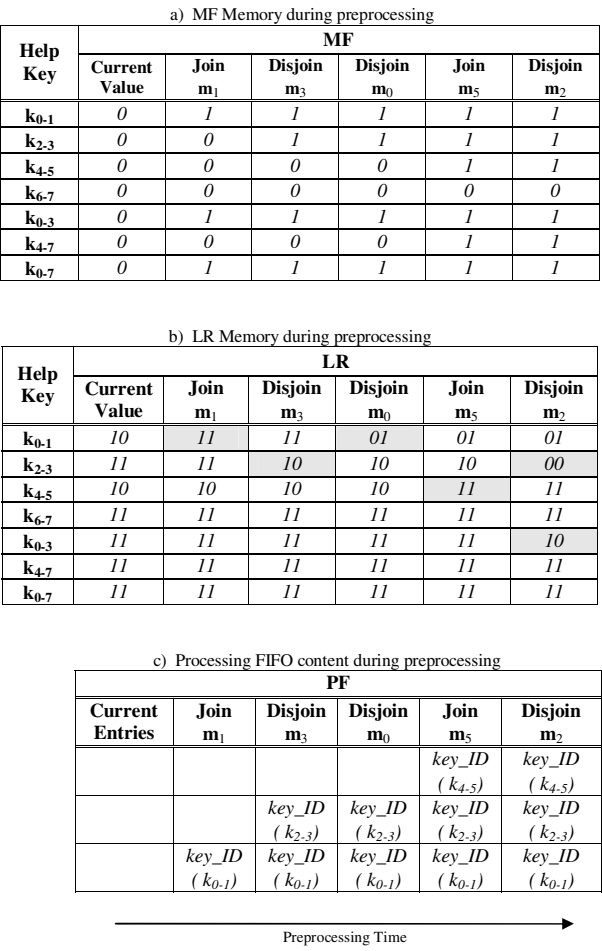 a) MF Memory during preprocessing
Help Key MF
Current Value Join m₁ Disjoin m₃ Disjoin m₀ Join m₅ Disjoin m₂
k₀₋₁ 0 1 1 1 1 1
k₂₋₃ 0 0 1 1 1 1
k₄₋₅ 0 0 0 0 1 1
k₆₋₇ 0 0 0 0 0 0
k₀₋₃ 0 1 1 1 1 1
k₄₋₇ 0 0 0 0 1 1
k₀₋₇ 0 1 1 1 1 1
b) LR Memory during preprocessing
Help Key LR
Current Value Join m₁ Disjoin m₃ Disjoin m₀ Join m₅ Disjoin m₂
k₀₋₁ 10 11 11 01 01 01
k₂₋₃ 11 11 10 10 10 00
k₄₋₅ 10 10 10 10 11 11
k₆₋₇ 11 11 11 11 11 11
k₀₋₃ 11 11 11 11 11 10
k₄₋₇ 11 11 11 11 11 11
k₀₋₇ 11 11 11 11 11 11
c) Processing FIFO content during preprocessing
PF
Current Join Disjoin Disjoin Join Disjoin
Entries m₁ m₃ m₀ m₅ m₂
key_ID key_ID
( k₄₋₅) ( k₄₋₅)
key_ID key_ID key_ID key_ID
( k₂₋₃) ( k₂₋₃) ( k₂₋₃) ( k₂₋₃)
key_ID key_ID key_ID key_ID key_ID
( k₀₋₁) ( k₀₋₁) ( k₀₋₁) ( k₀₋₁) ( k₀₋₁)
Preprocessing Time